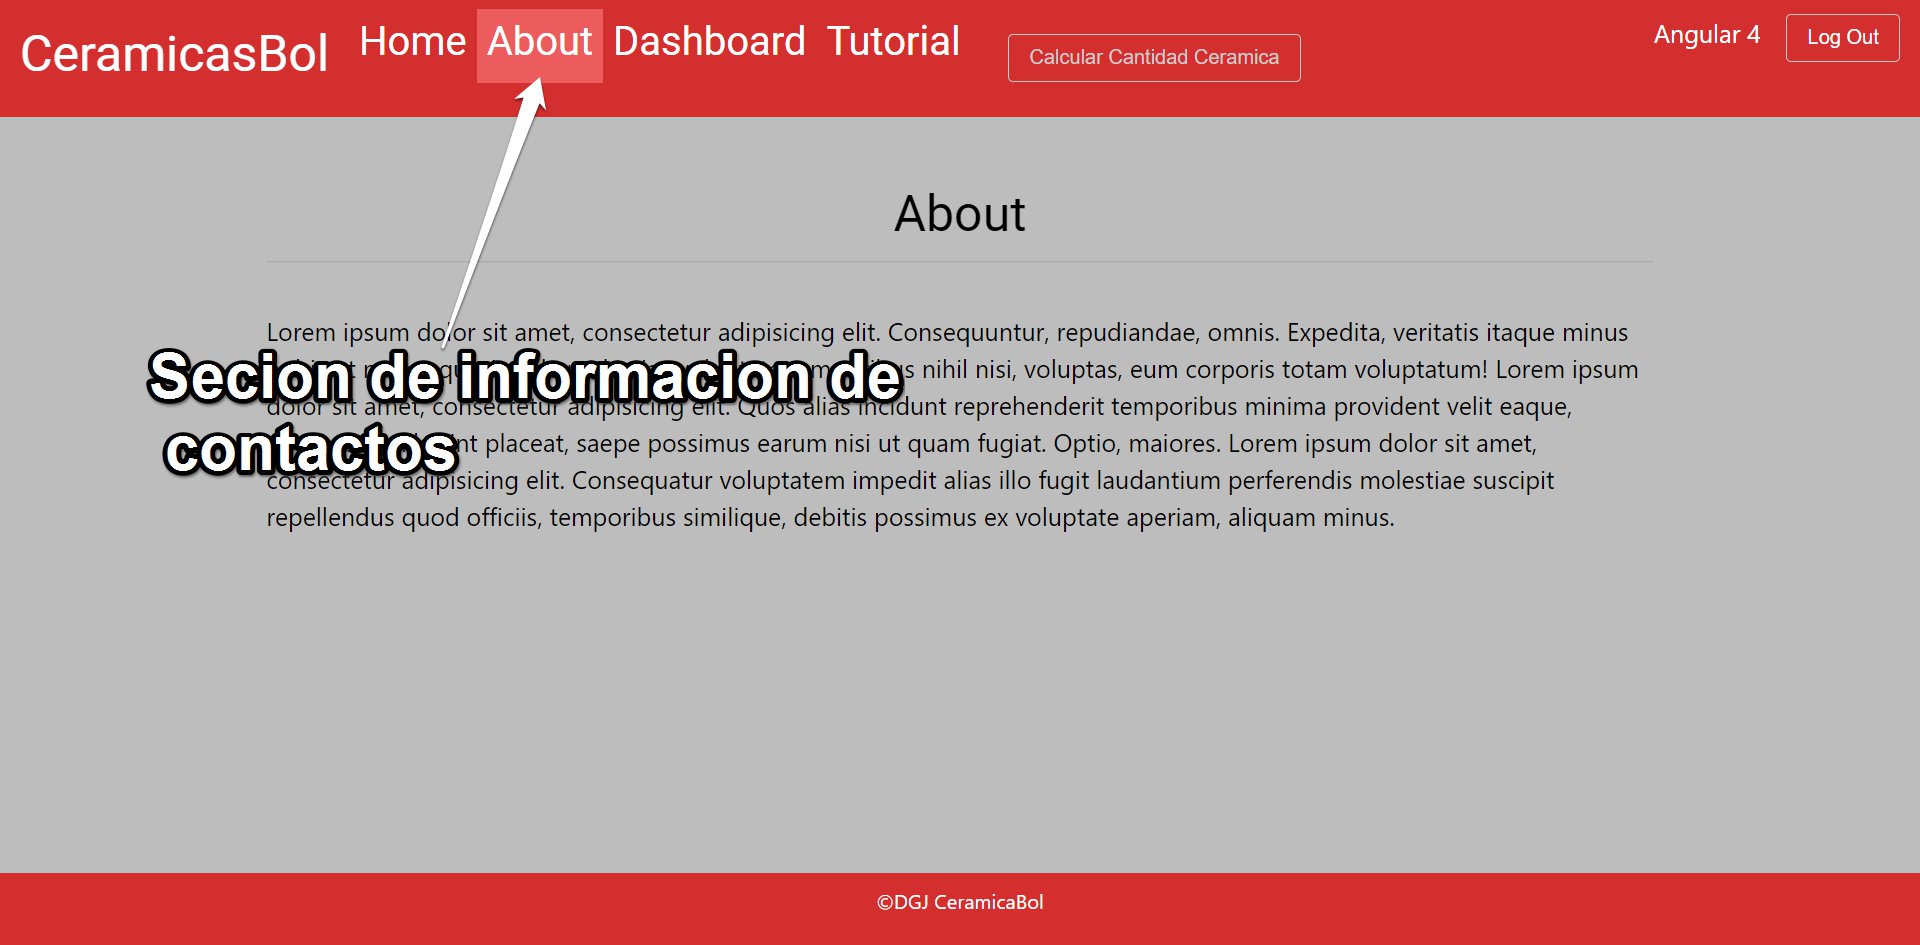 CeramicasBol Home About Dashboard Tutorial Calcular Cantidad Ceramica Angular 4 Log Out
About
Lorem ipsum dolor sit amet, consectetur adipisicing elit. Consequuntur, repudiandae, omnis. Expedita, veritatis itaque minus
nihil nisi, voluptas, eum corporis totam voluptatum! Lorem ipsum
dolor sit amet, consectetur adipisicing elit. Quos alias incidunt reprehenderit temporibus minima provident velit eaque,
placeat, saepe possimus earum nisi ut quam fugiat. Optio, maiores. Lorem ipsum dolor sit amet,
consectetur adipisicing elit. Consequatur voluptatem impedit alias illo fugit laudantium perferendis molestiae suscipit
repellendus quod officiis, temporibus similique, debitis possimus ex voluptate aperiam, aliquam minus.
Secion de informacion de
contactos
©DGJ CeramicaBol